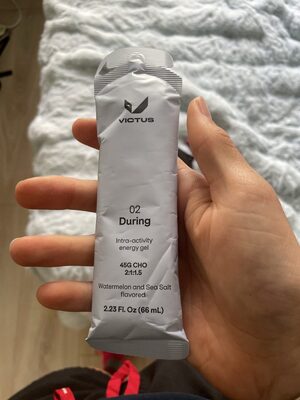 VICTUS
02
During
Intra-activity
energy gel
45G CHO
2:1:1.5
Watermelon and Sea Salt
flavored
2.23 FL Oz (66 mL)